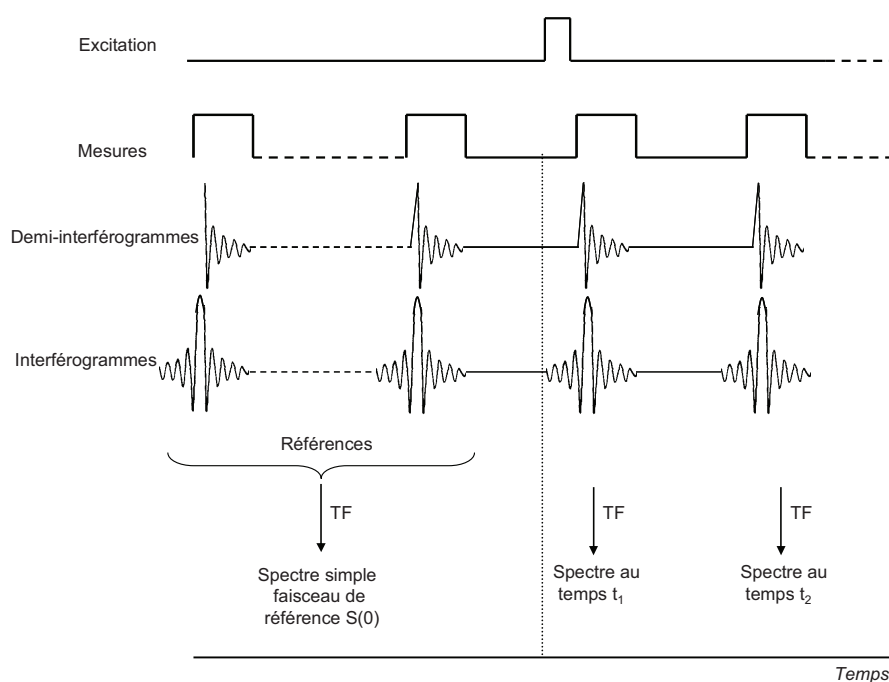 Excitation
Mesures
Demi-interférogrammes
Interférogrammes
Références
TF
TF
TF
Spectre simple
faisceau de
référence S(0)
Spectre au
temps t₁
Spectre au
temps t₂
Temps